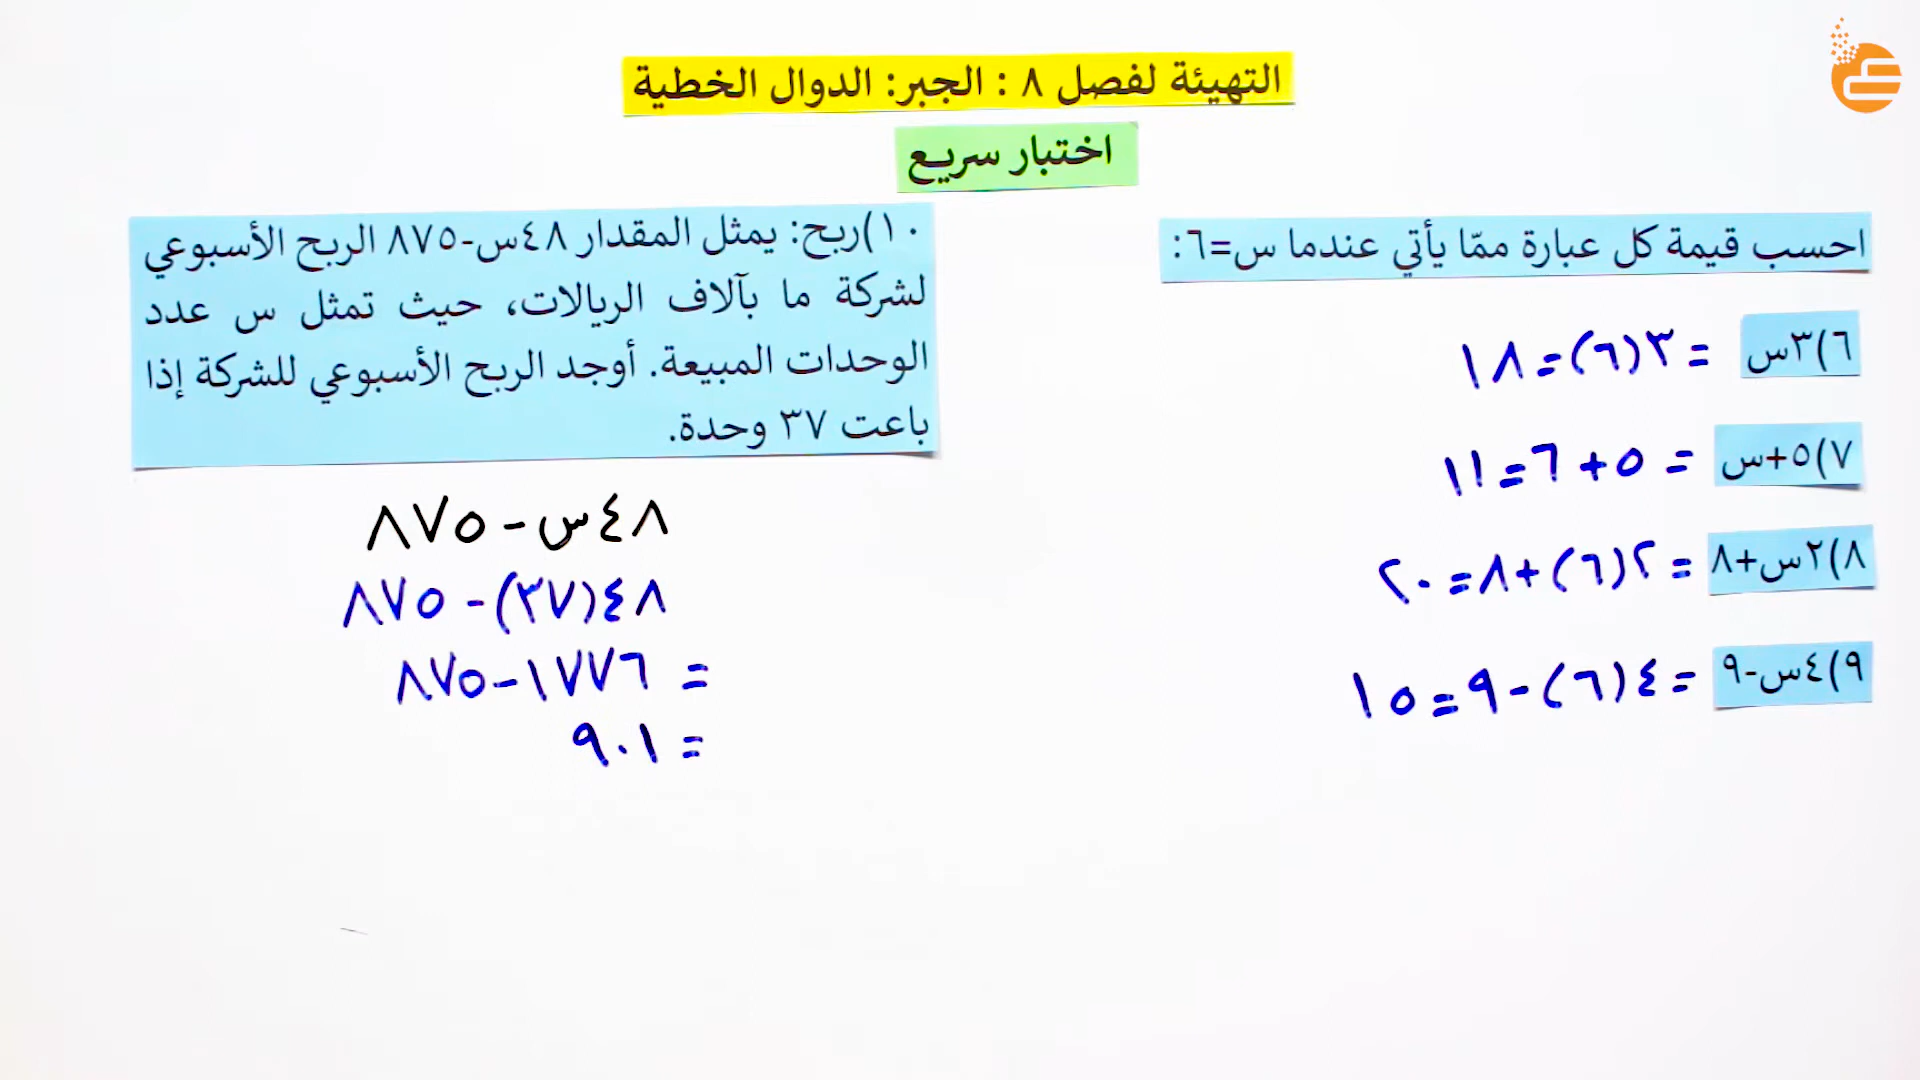 التهيئة لفصل ٨ : الجبر: الدوال الخطية
اختبار سريع
احسب قيمة كل عبارة ممّا يأتي عندما س=٦:
٦)٣س = ٣(٦) = ١٨
٧)٥+س = ٥ + ٦ = ١١
٨)٢س+٨ = ٢(٦) + ٨ = ٢٠
٩)٤س-٩ = ٤(٦) - ٩ = ١٥
١٠)ربح: يمثل المقدار ٤٨س-٨٧٥ الربح الأسبوعي
لشركة ما بآلاف الريالات، حيث تمثل س عدد
الوحدات المبيعة. أوجد الربح الأسبوعي للشركة إذا
باعت ٣٧ وحدة.
٤٨س - ٨٧٥
٤٨(٣٧) - ٨٧٥
= ١٧٧٦ - ٨٧٥
= ٩٠١